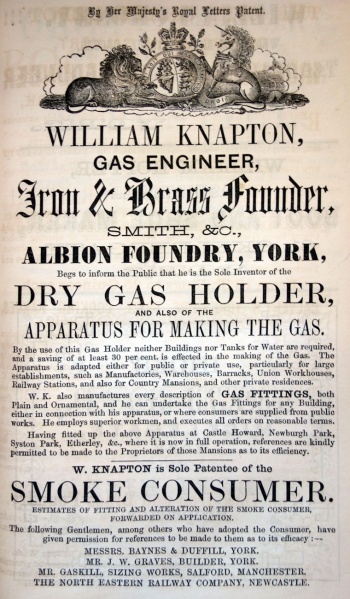 By Her Majesty's Royal Letters Patent.
WILLIAM KNAPTON,
GAS ENGINEER,
Iron & Brass Founder,
SMITH, &C.,
ALBION FOUNDRY, YORK,
Begs to inform the Public that he is the Sole Inventor of the
DRY GAS HOLDER,
AND ALSO OF THE
APPARATUS FOR MAKING THE GAS.
By the use of this Gas Holder neither Buildings nor Tanks for Water are required,
and a saving of at least 30 per cent. is effected in the making of the Gas. The
Apparatus is adapted either for public or private use, particularly for large
establishments, such as Manufactories, Warehouses, Barracks, Union Workhouses,
Railway Stations, and also for Country Mansions, and other private residences.
W. K. also manufactures every description of GAS FITTINGS, both
Plain and Ornamental, and he can undertake the Gas Fittings for any Building,
either in connection with his apparatus, or where consumers are supplied from public
works. He employs superior workmen, and executes all orders on reasonable terms.
Having fitted up the above Apparatus at Castle Howard, Newburgh Park,
Syston Park, Etherley, &c., where it is now in full operation, references are kindly
permitted to be made to the Proprietors of those Mansions as to its efficiency.
W. KNAPTON is Sole Patentee of the
SMOKE CONSUMER.
ESTIMATES OF FITTING AND ALTERATION OF THE SMOKE CONSUMER,
FORWARDED ON APPLICATION.
The following Gentlemen, among others who have adopted the Consumer, have
given permission for references to be made to them as to its efficacy :—
MESSRS. BAYNES & DUFFILL, YORK.
MR. J. W. GRAVES, BUILDER, YORK.
MR. GASKILL, SIZING WORKS, SALFORD, MANCHESTER.
THE NORTH EASTERN RAILWAY COMPANY, NEWCASTLE.